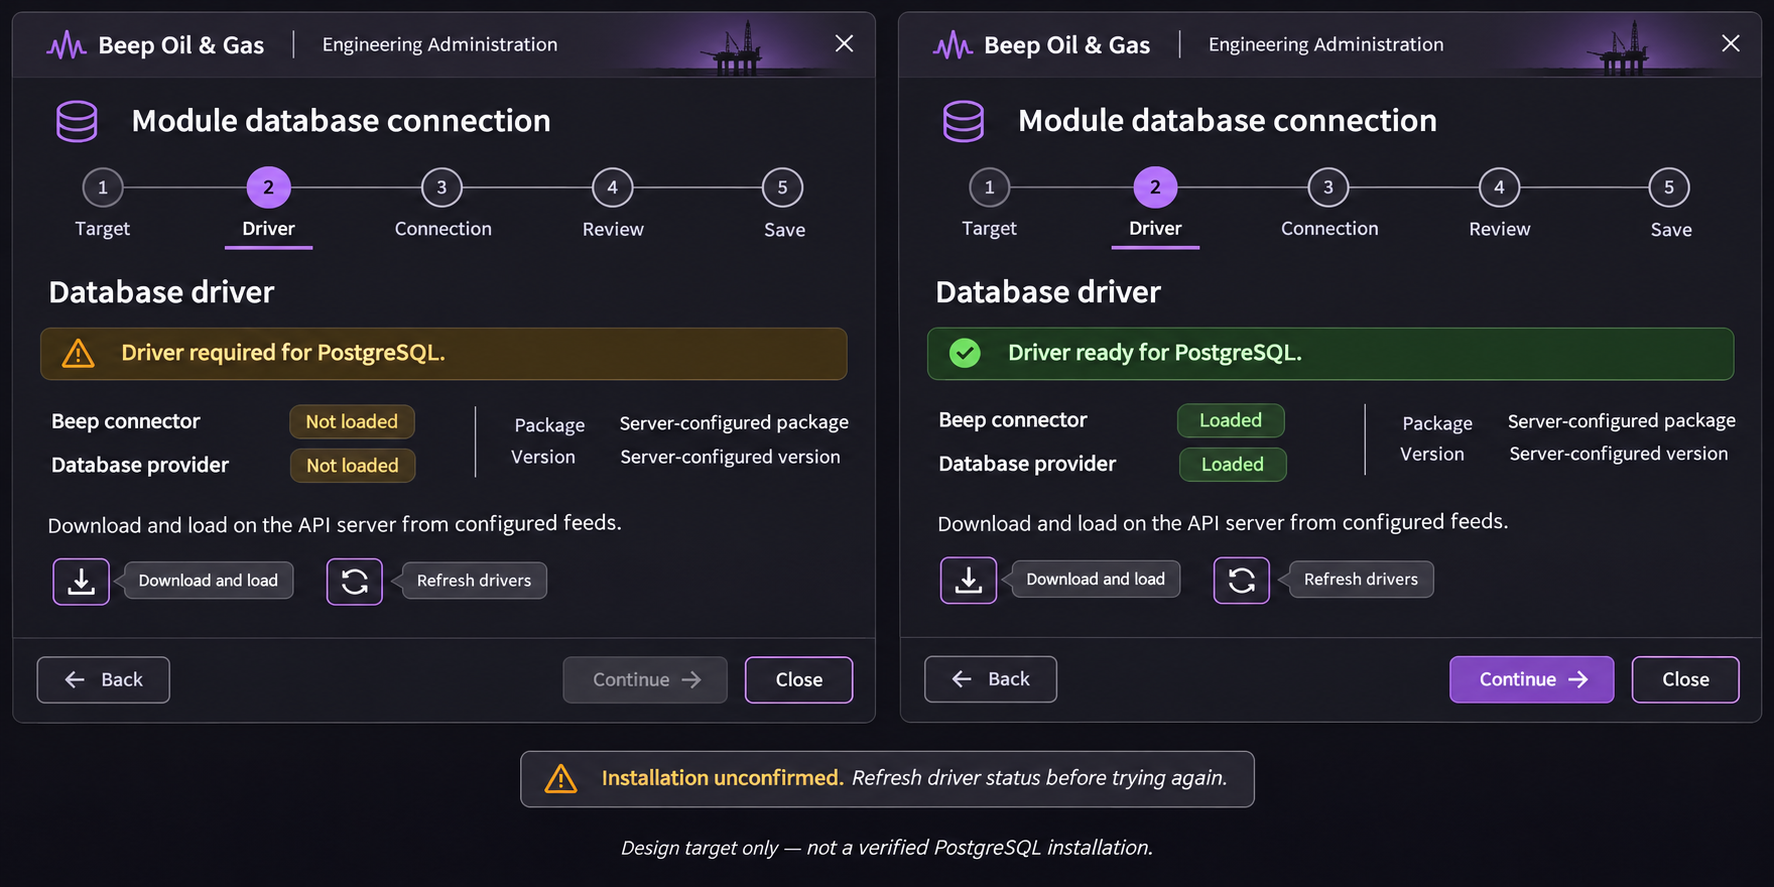 Beep Oil & Gas Engineering Administration
Module database connection
1 2 3 4 5
Target Driver Connection Review Save
Database driver
Driver required for PostgreSQL.
Beep connector Not loaded Package Server-configured package
Database provider Not loaded Version Server-configured version
Download and load on the API server from configured feeds.
Download and load Refresh drivers
Back Continue Close
Beep Oil & Gas Engineering Administration
Module database connection
1 2 3 4 5
Target Driver Connection Review Save
Database driver
Driver ready for PostgreSQL.
Beep connector Loaded Package Server-configured package
Database provider Loaded Version Server-configured version
Download and load on the API server from configured feeds.
Download and load Refresh drivers
Back Continue Close
Installation unconfirmed. Refresh driver status before trying again.
Design target only — not a verified PostgreSQL installation.